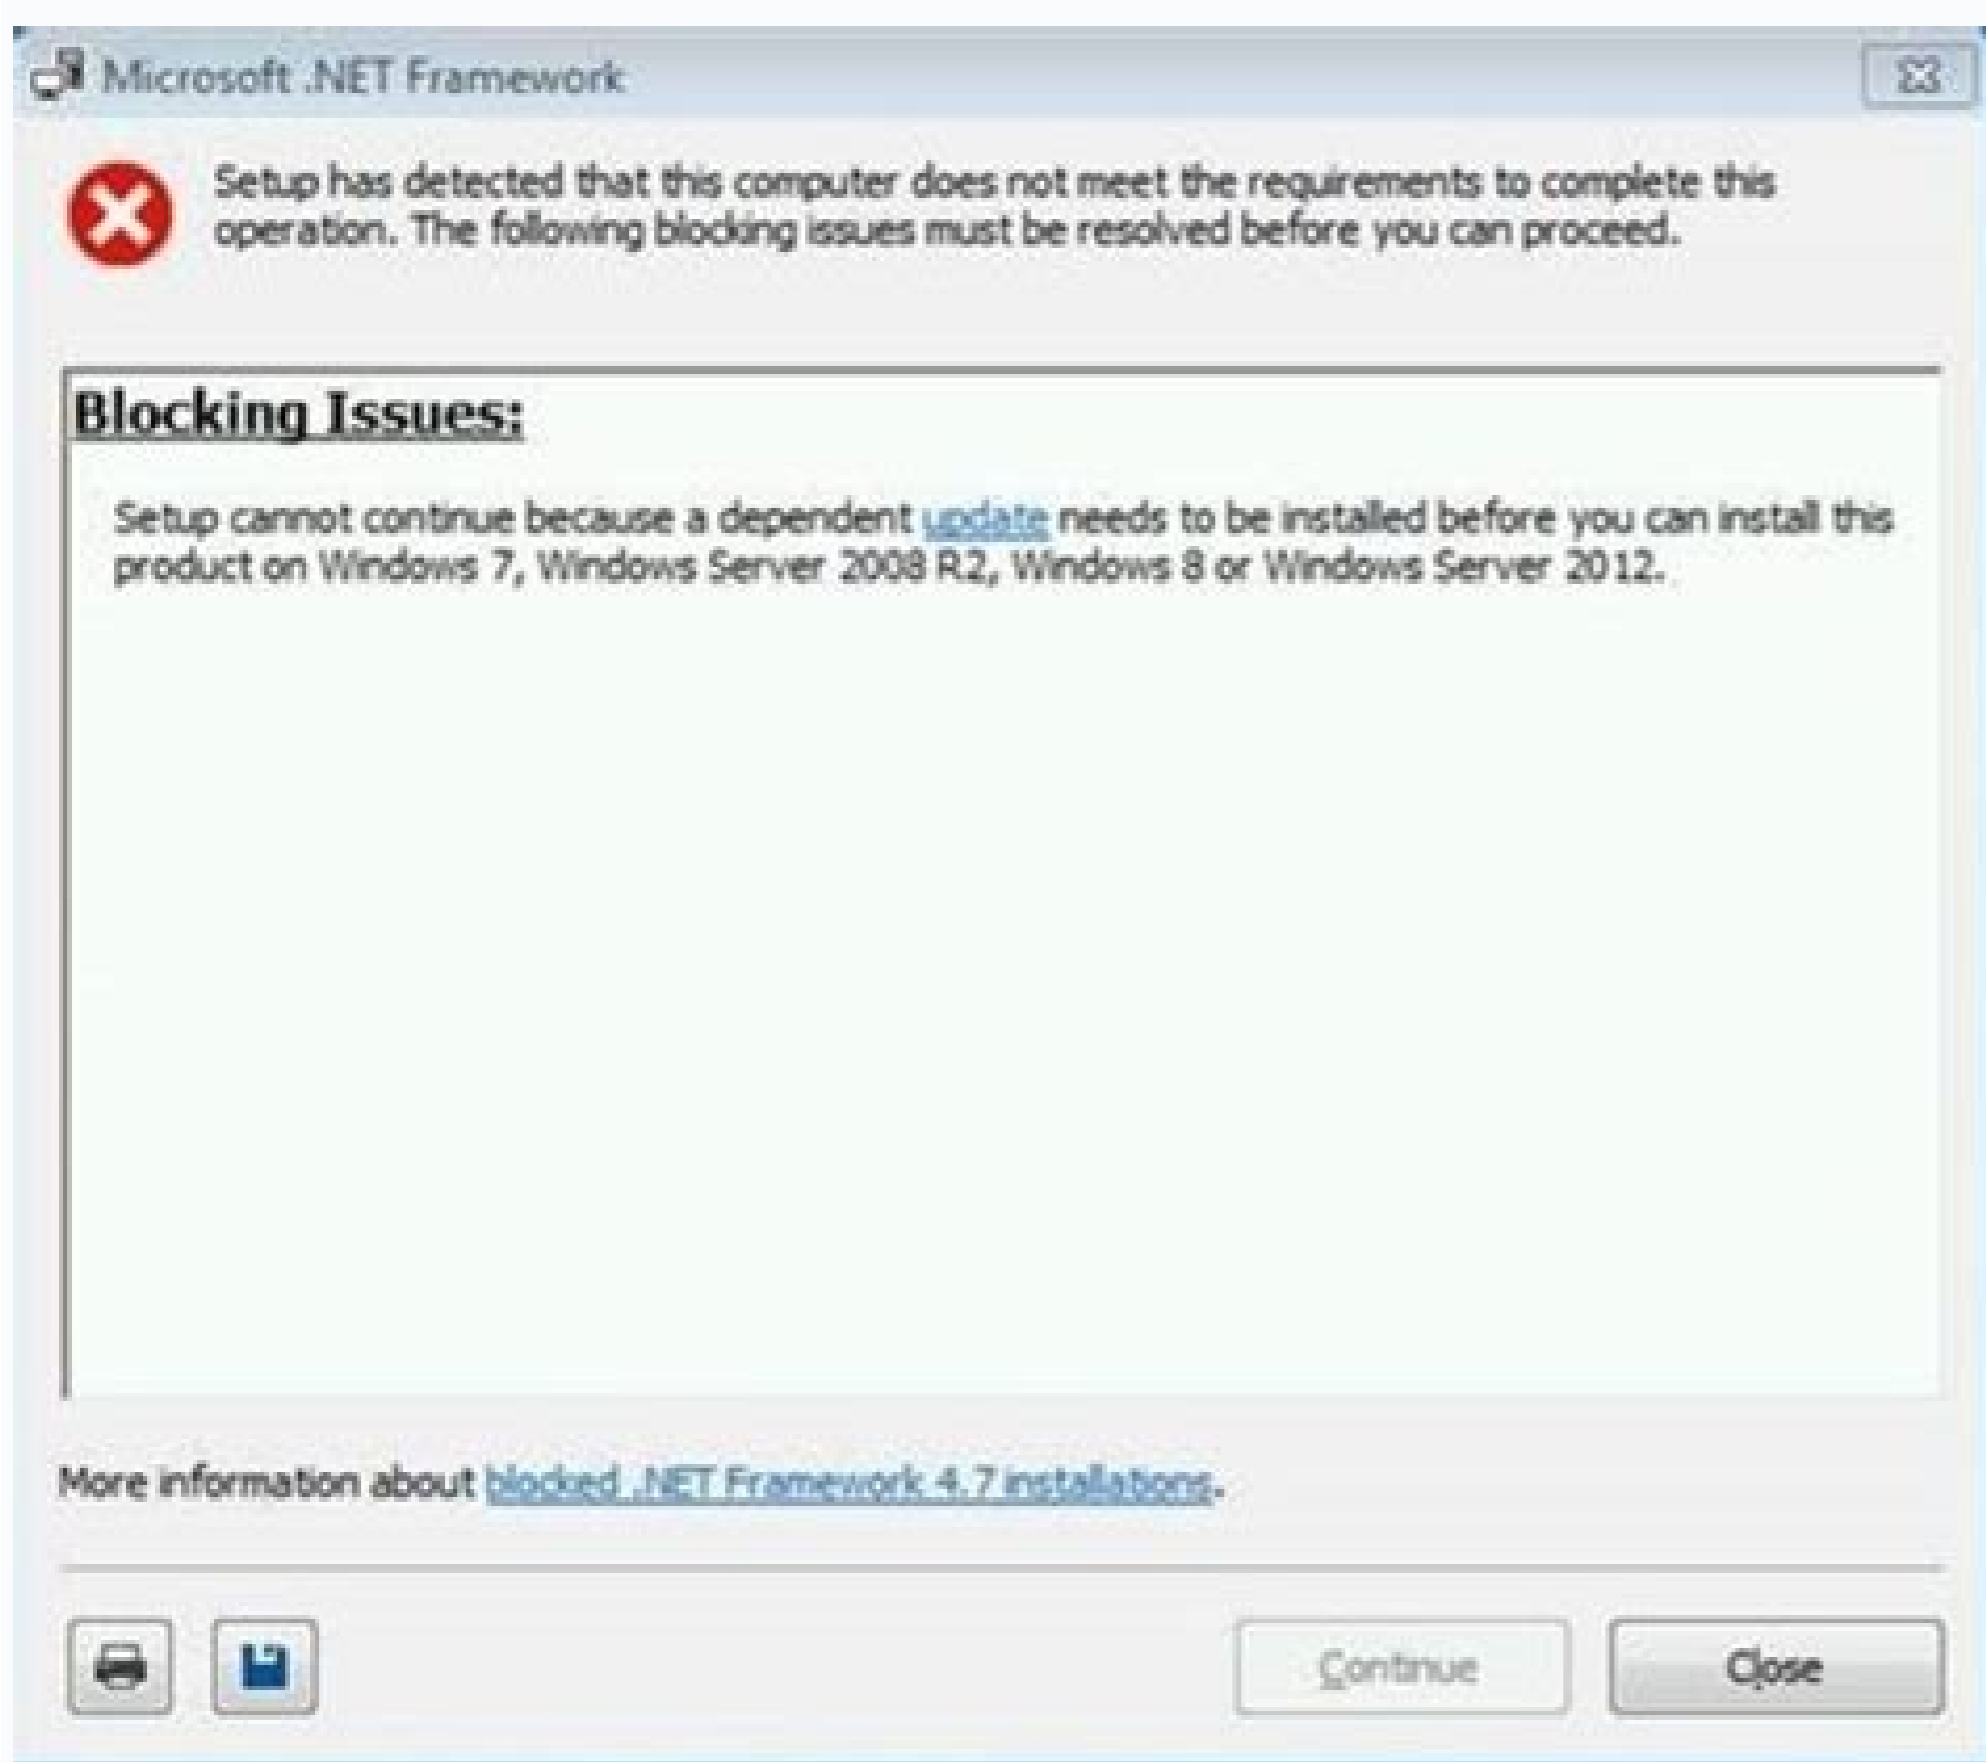 Microsoft .NET Framework
Setup has detected that this computer does not meet the requirements to complete this
operation. The following blocking issues must be resolved before you can proceed.
Blocking Issues:
Setup cannot continue because a dependent update needs to be installed before you can install this
product on Windows 7, Windows Server 2008 R2, Windows 8 or Windows Server 2012.
More information about blocked .NET Framework 4.7 installations.
Continue
Close